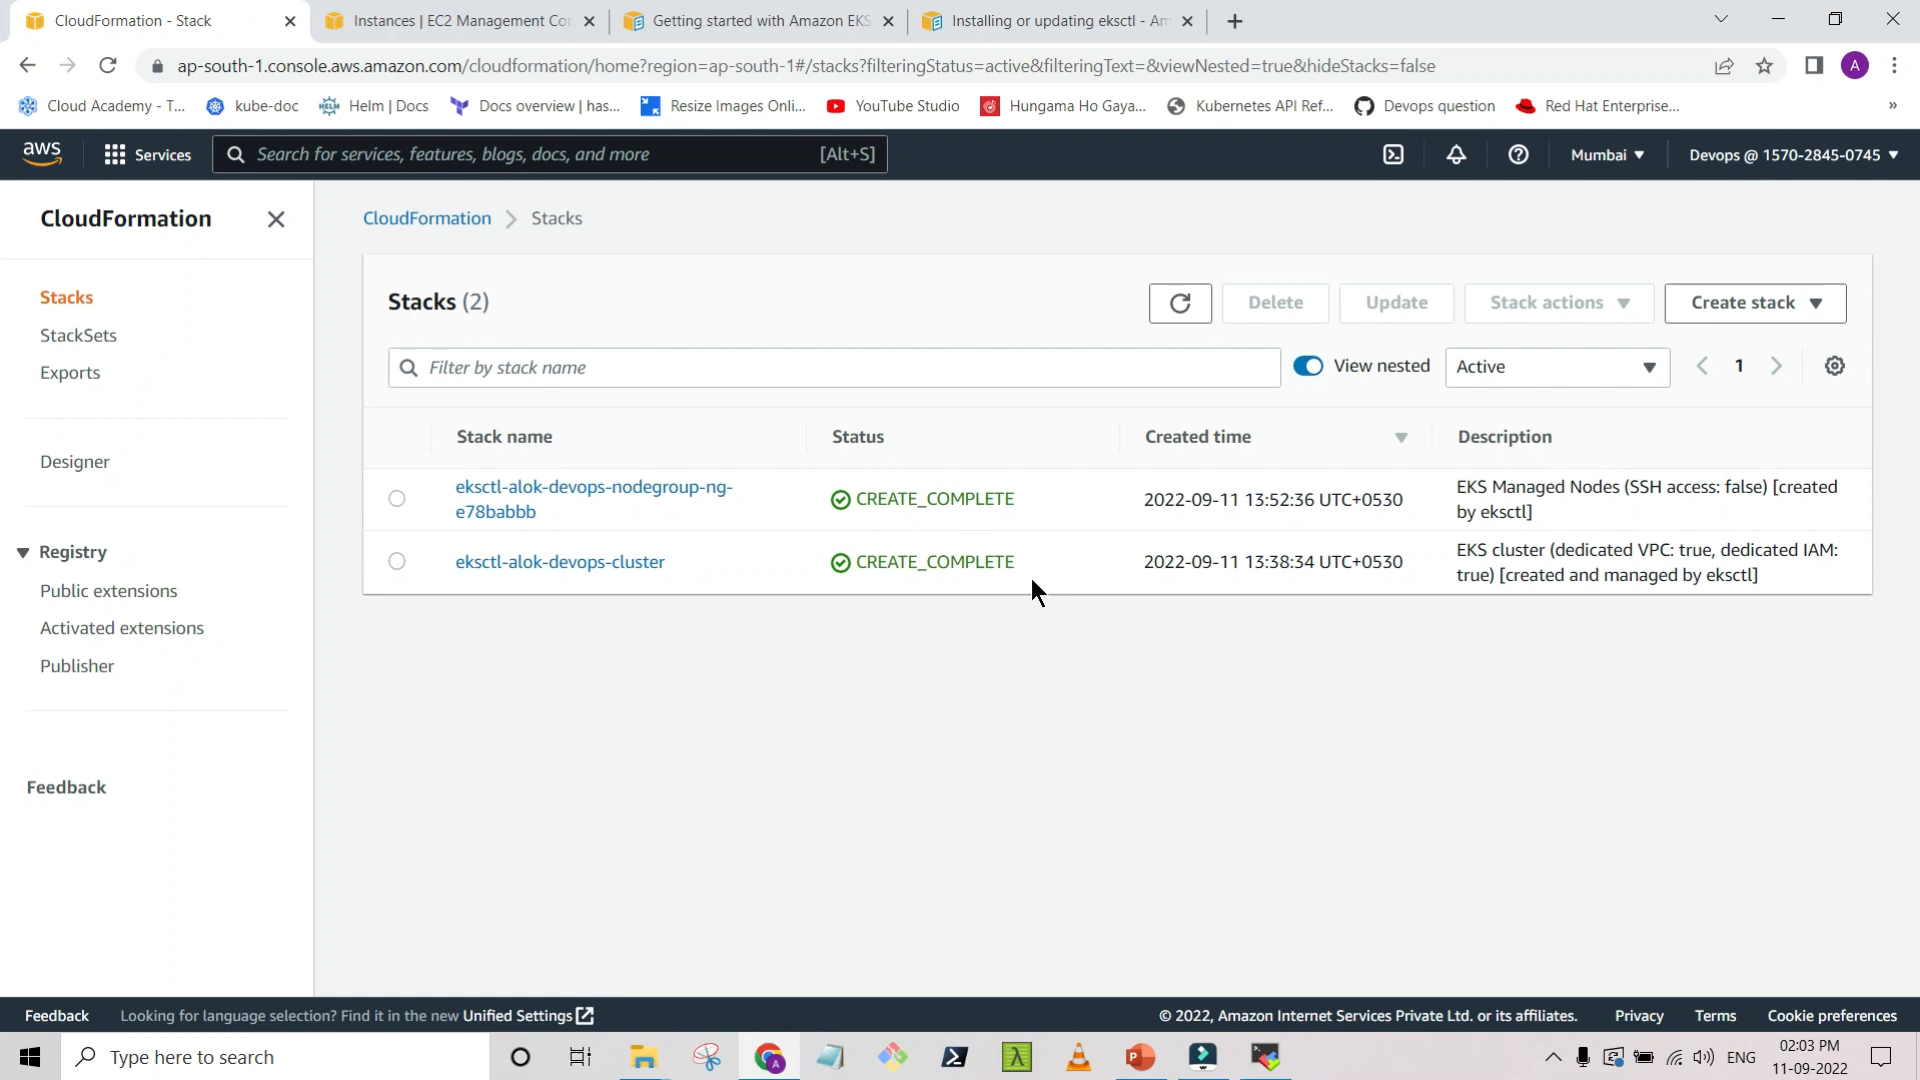 CloudFormation - Stack
Instances | EC2 Management Cor
Getting started with Amazon EKS
Installing or updating eksctl - Am
ap-south-1.console.aws.amazon.com/cloudformation/home?region=ap-south-1#/stacks?filteringStatus=active&filteringText=&viewNested=true&hideStacks=false
A
Cloud Academy - T...
kube-doc
Helm | Docs
Docs overview | has...
Resize Images Onli...
YouTube Studio
Hungama Ho Gaya...
Kubernetes API Ref...
Devops question
Red Hat Enterprise...
»
aws
Services
Search for services, features, blogs, docs, and more
[Alt+S]
Mumbai
Devops @ 1570-2845-0745
CloudFormation
Stacks
StackSets
Exports
Designer
Registry
Public extensions
Activated extensions
Publisher
Feedback
CloudFormation
Stacks
Stacks (2)
Delete
Update
Stack actions
Create stack
Filter by stack name
View nested
Active
1
Stack name
Status
Created time
Description
eksctl-alok-devops-nodegroup-ng-
e78babbb
CREATE_COMPLETE
2022-09-11 13:52:36 UTC+0530
EKS Managed Nodes (SSH access: false) [created
by eksctl]
eksctl-alok-devops-cluster
CREATE_COMPLETE
2022-09-11 13:38:34 UTC+0530
EKS cluster (dedicated VPC: true, dedicated IAM:
true) [created and managed by eksctl]
Feedback
Looking for language selection? Find it in the new Unified Settings
© 2022, Amazon Internet Services Private Ltd. or its affiliates.
Privacy
Terms
Cookie preferences
Type here to search
ENG
02:03 PM
11-09-2022